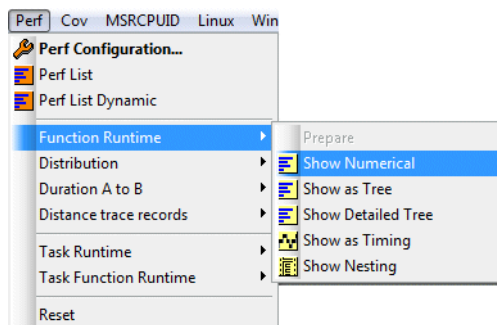 Perf Cov MSRCPUID Linux Win
Perf Configuration...
Perf List
Perf List Dynamic
Function Runtime
Distribution
Duration A to B
Distance trace records
Task Runtime
Task Function Runtime
Reset
Prepare
Show Numerical
Show as Tree
Show Detailed Tree
Show as Timing
Show Nesting